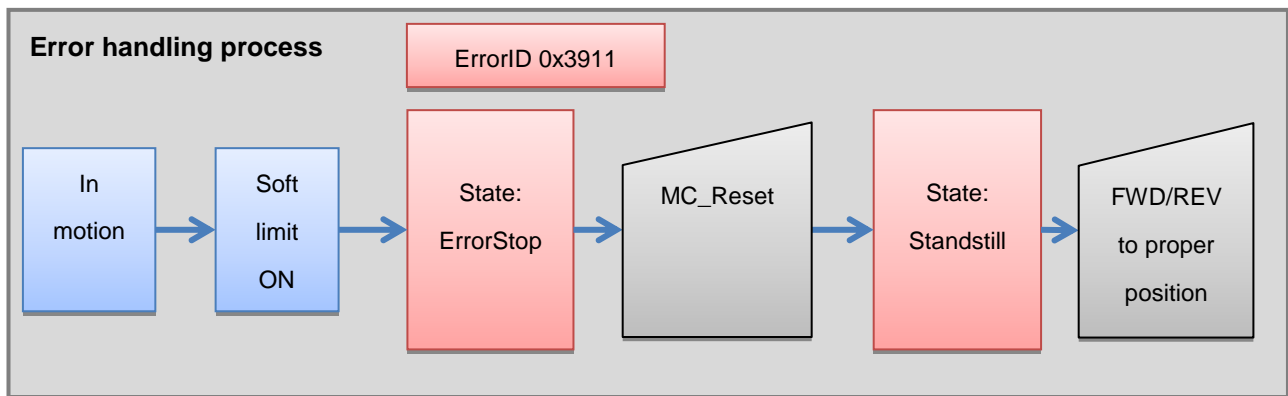 Error handling process
ErrorID 0x3911
In
motion
Soft
limit
ON
State:
ErrorStop
MC_Reset
State:
Standstill
FWD/REV
to proper
position